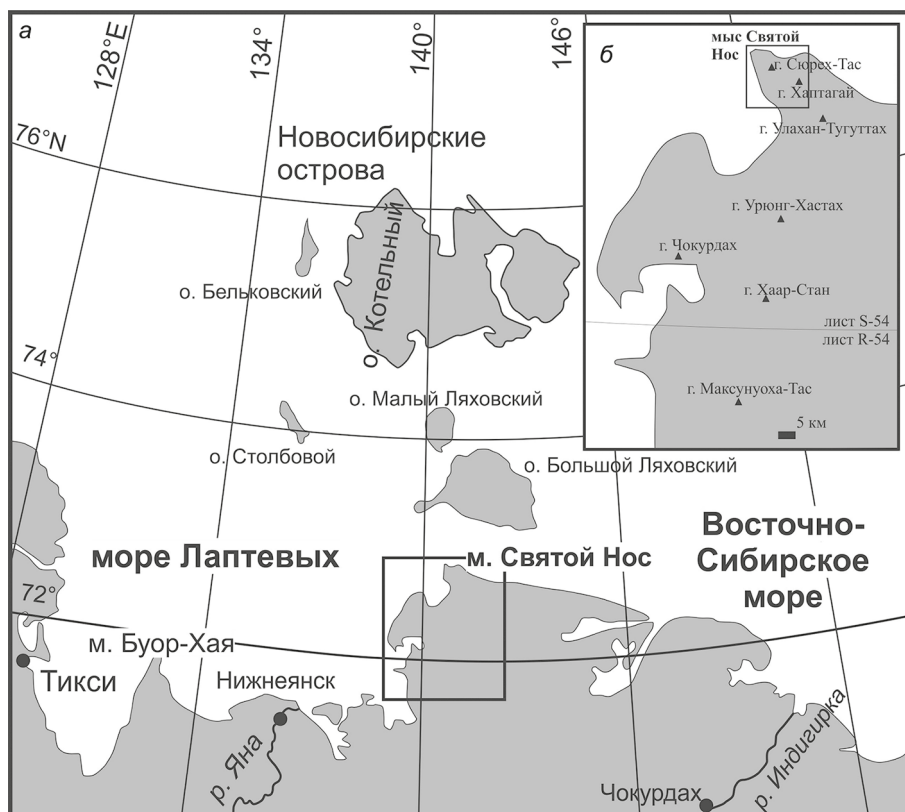 а
128°E
134°
140°
146°
76°N
Новосибирские
острова
о. Котельный
о. Бельковский
74°
о. Малый Ляховский
о. Столбовой
о. Большой Ляховский
море Лаптевых
м. Святой Нос
Восточно-
Сибирское
море
72°
м. Буор-Хая
Тикси
Нижнеянск
р. Яна
Чокурдах
р. Индигирка
б
мыс Святой
Нос
г. Сюрех-Тас
г. Хаптагай
г. Улахан-Тугуттах
г. Урюнг-Хастах
г. Чокурдах
г. Хаар-Стан
лист S-54
лист R-54
г. Максунуоха-Тас
5 км